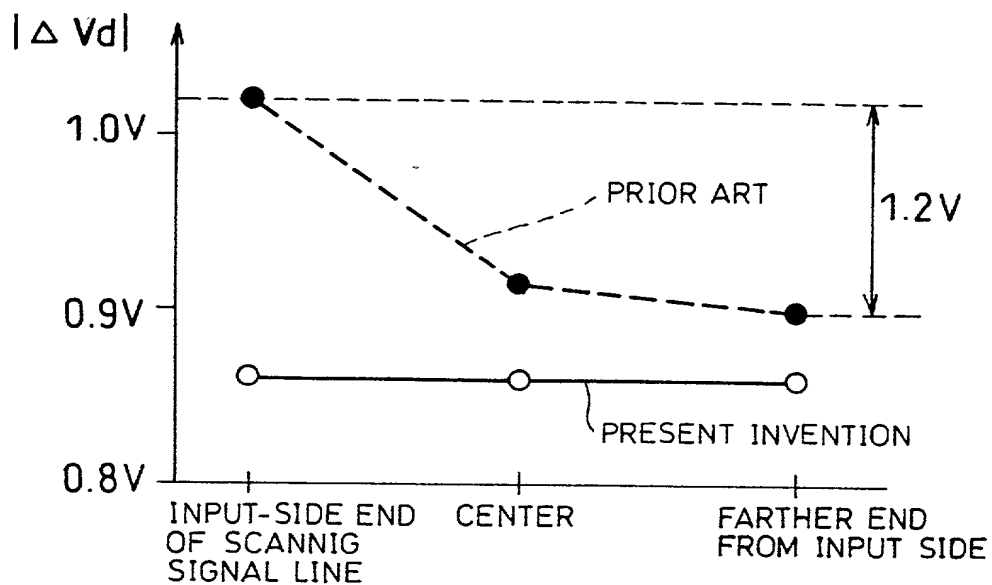 |△ Vd|
1.0V
PRIOR ART
1.2V
0.9V
PRESENT INVENTION
0.8V
INPUT-SIDE END
OF SCANNIG
SIGNAL LINE
CENTER
FARTHER END
FROM INPUT SIDE